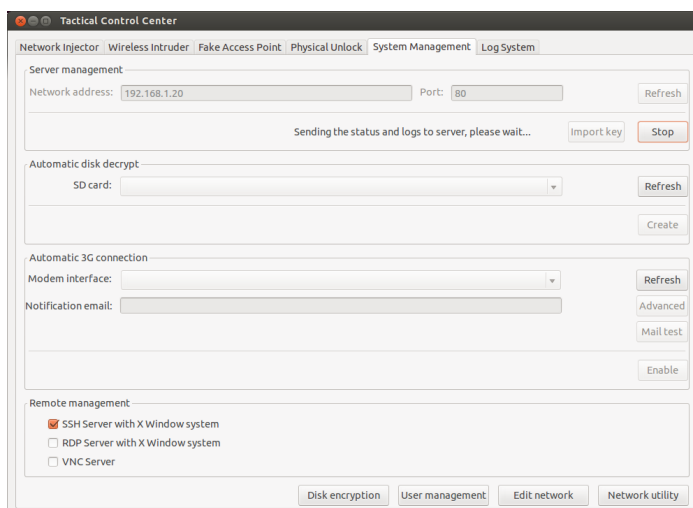 Tactical Control Center
Network Injector Wireless Intruder Fake Access Point Physical Unlock System Management Log System
Server management
Network address: 192.168.1.20 Port: 80 Refresh
Sending the status and logs to server, please wait... Import key Stop
Automatic disk decrypt
SD card: Refresh
Create
Automatic 3G connection
Modem interface: Refresh
Notification email: Advanced
Mail test
Enable
Remote management
SSH Server with X Window system
RDP Server with X Window system
VNC Server
Disk encryption User management Edit network Network utility